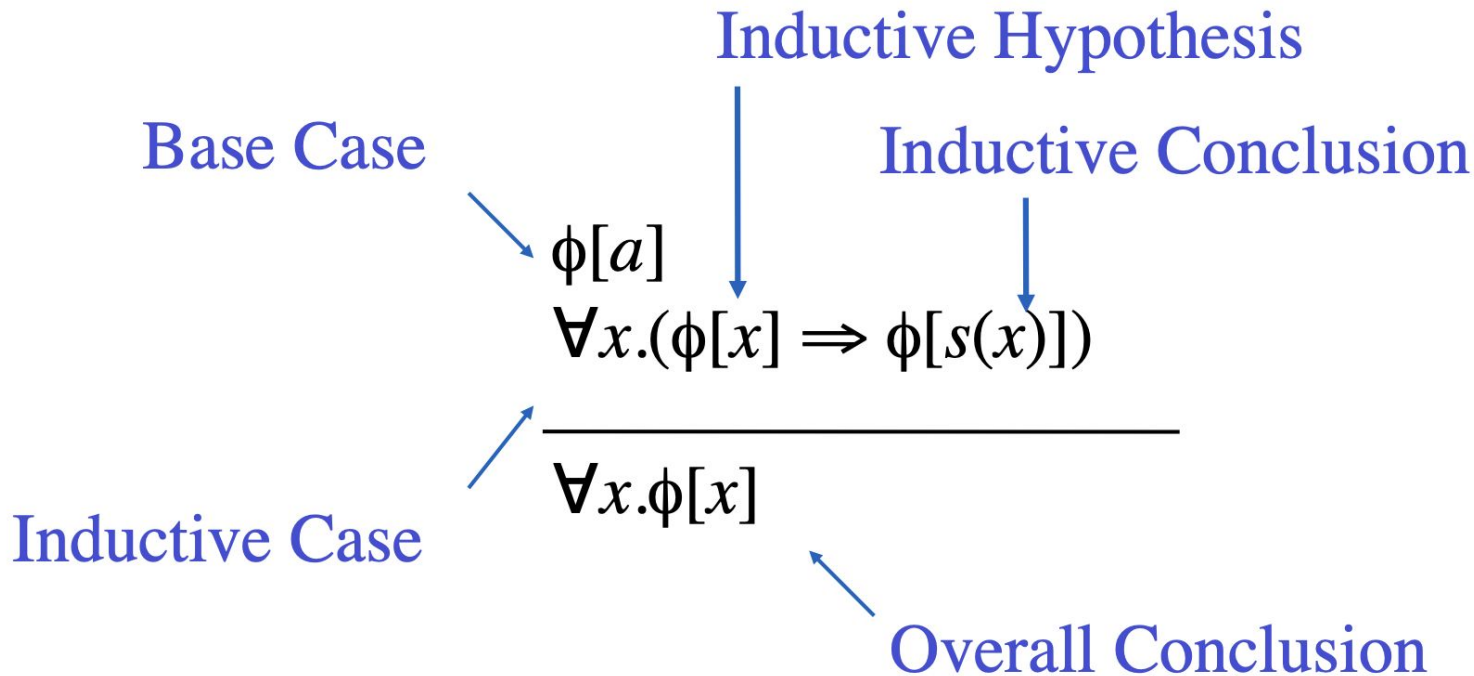 Inductive Hypothesis
Base Case
Inductive Conclusion
ϕ[a]
∀x.(ϕ[x] ⇒ ϕ[s(x)])
∀x.ϕ[x]
Inductive Case
Overall Conclusion